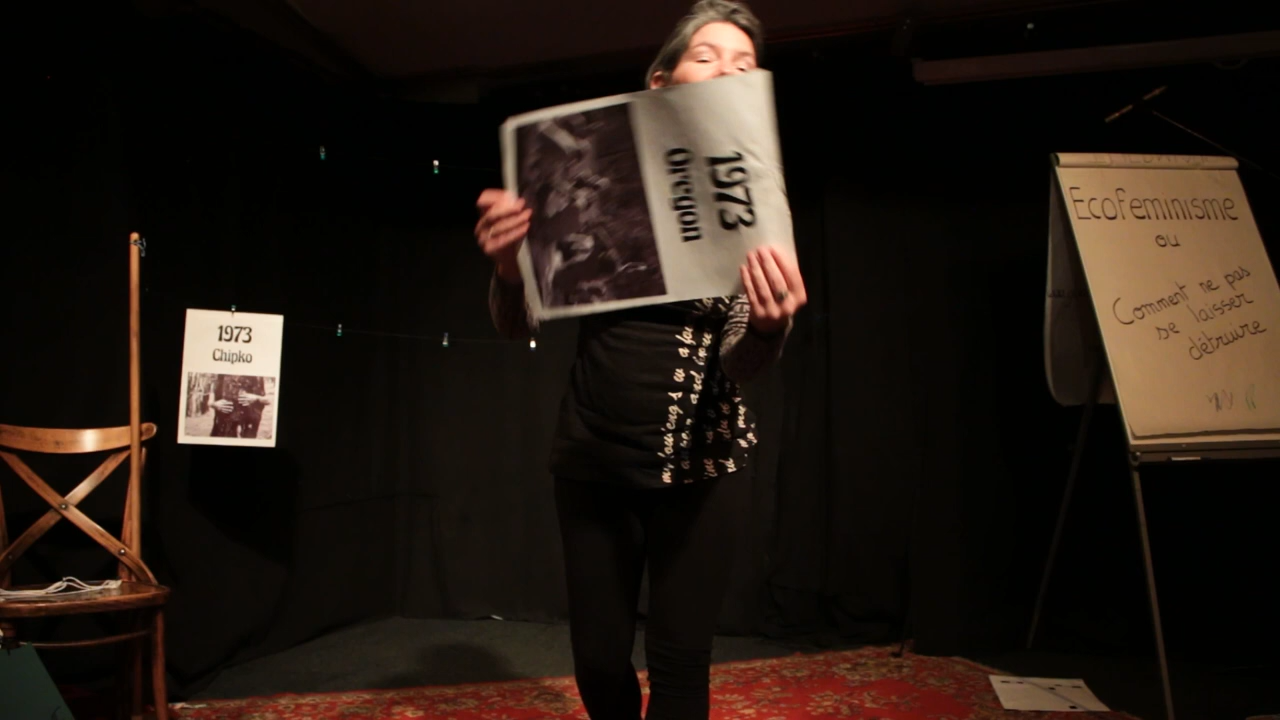 1973
Chipko
1973
Oregon
Ecofeminisme
ou
Comment ne pas
se laisser
détruire